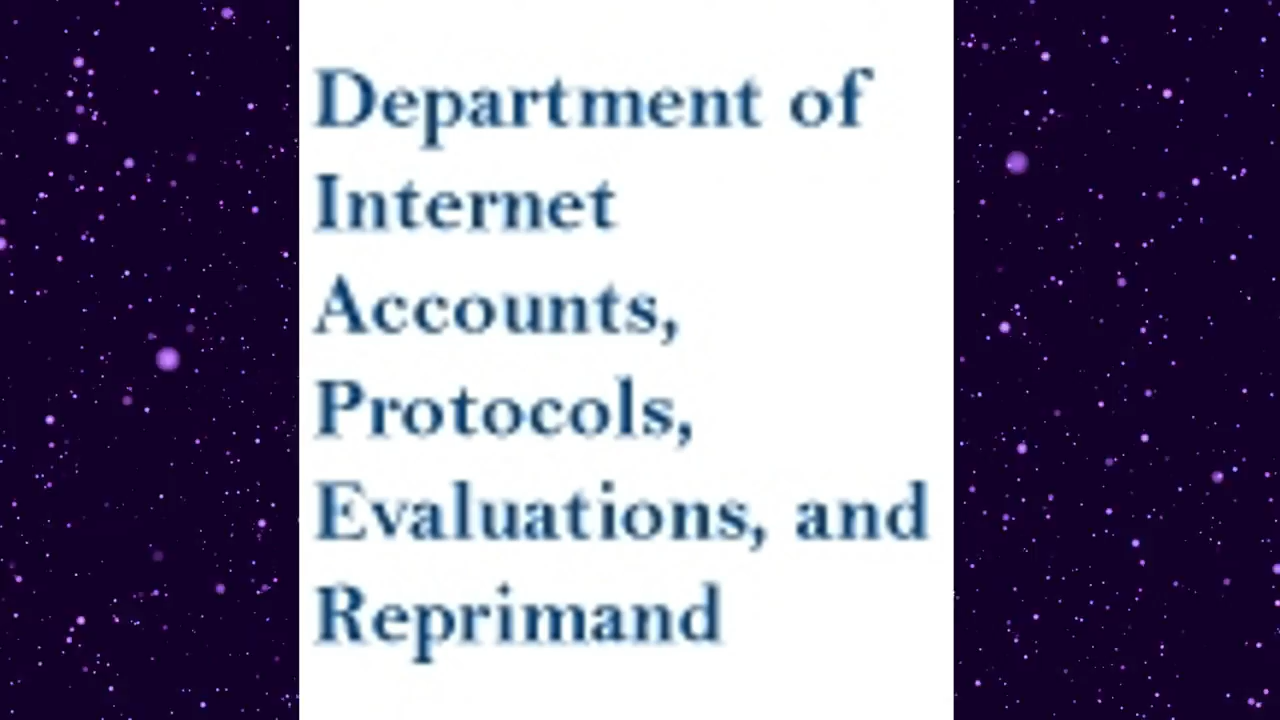 Department of
Internet
Accounts,
Protocols,
Evaluations, and
Reprimand